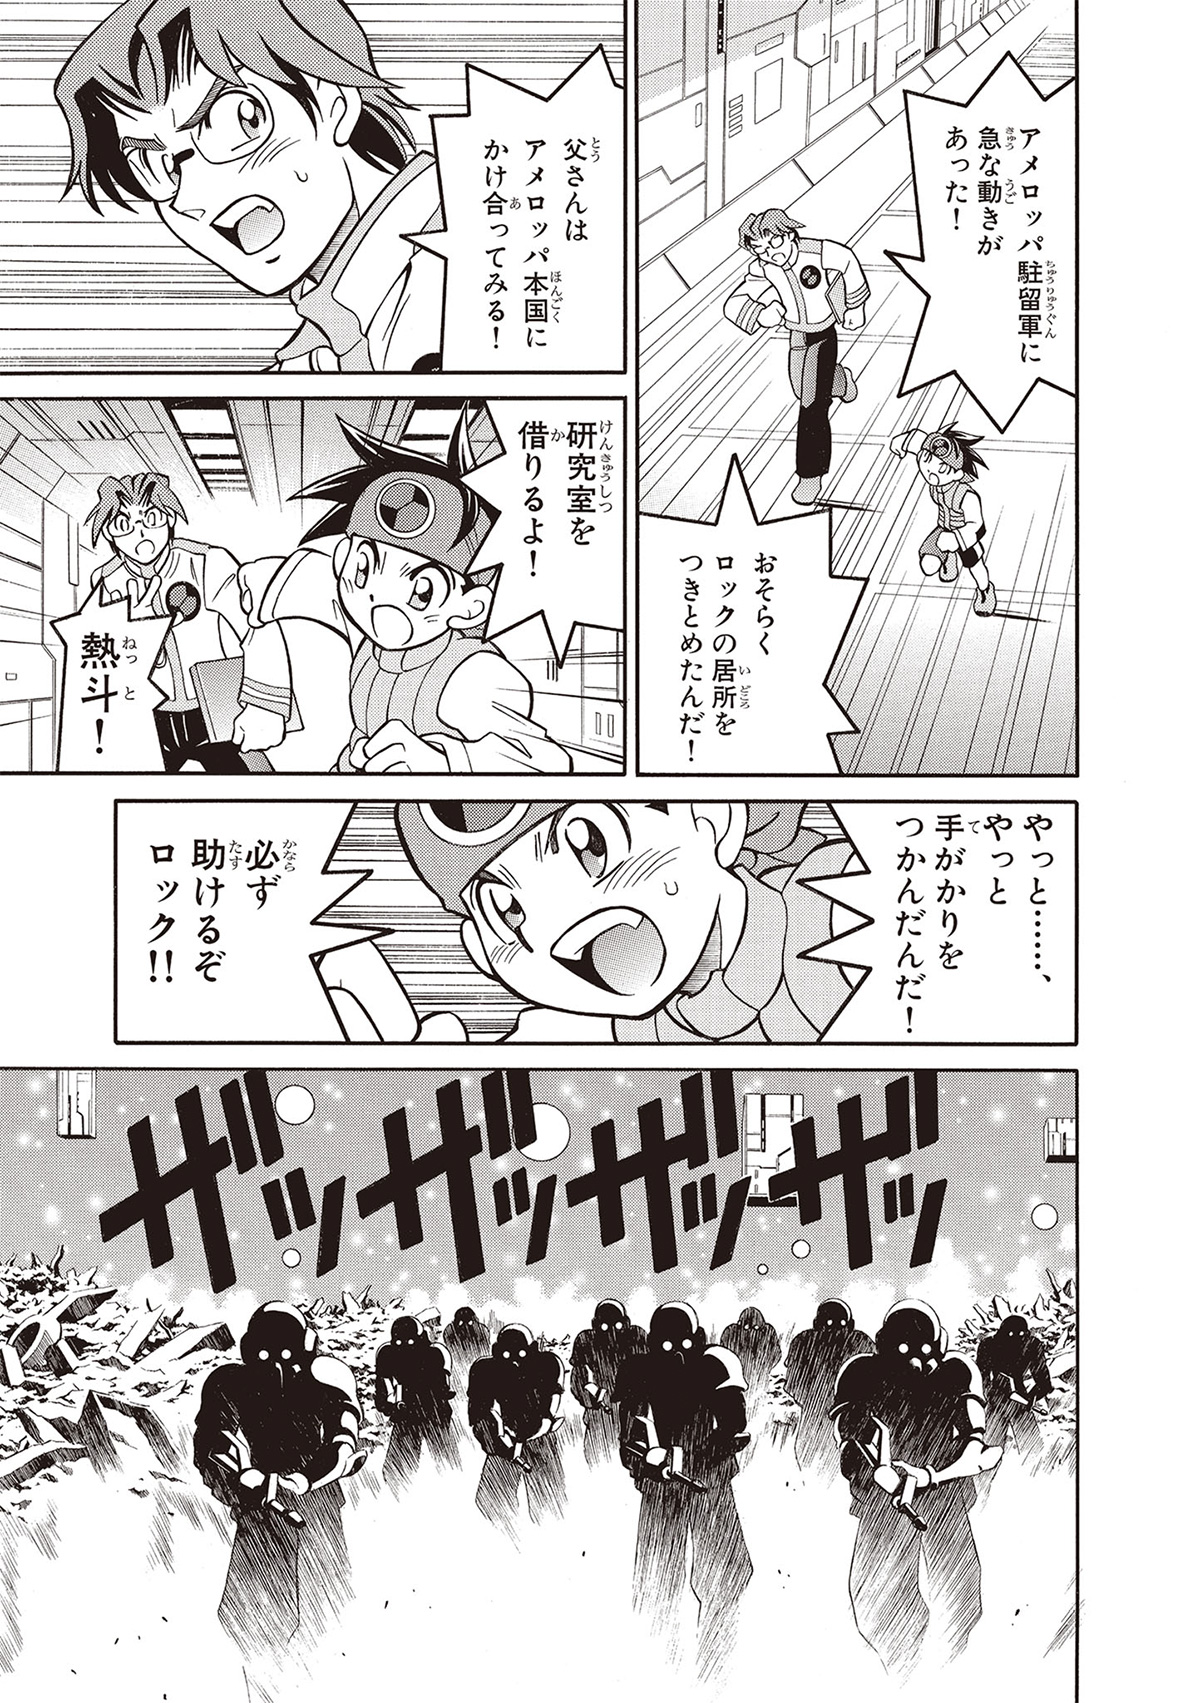 アメロッパ駐留軍に
急な動きが
あった！
おそらく
ロックの居所を
つきとめたんだ！
父さんは
アメロッパ本国に
かけ合ってみる！
研究室を
借りるよ！
熱斗！
やっと……、
やっと
手がかりを
つかんだんだ！
必ず
助けるぞ
ロック!!
ザッザッザッザッ